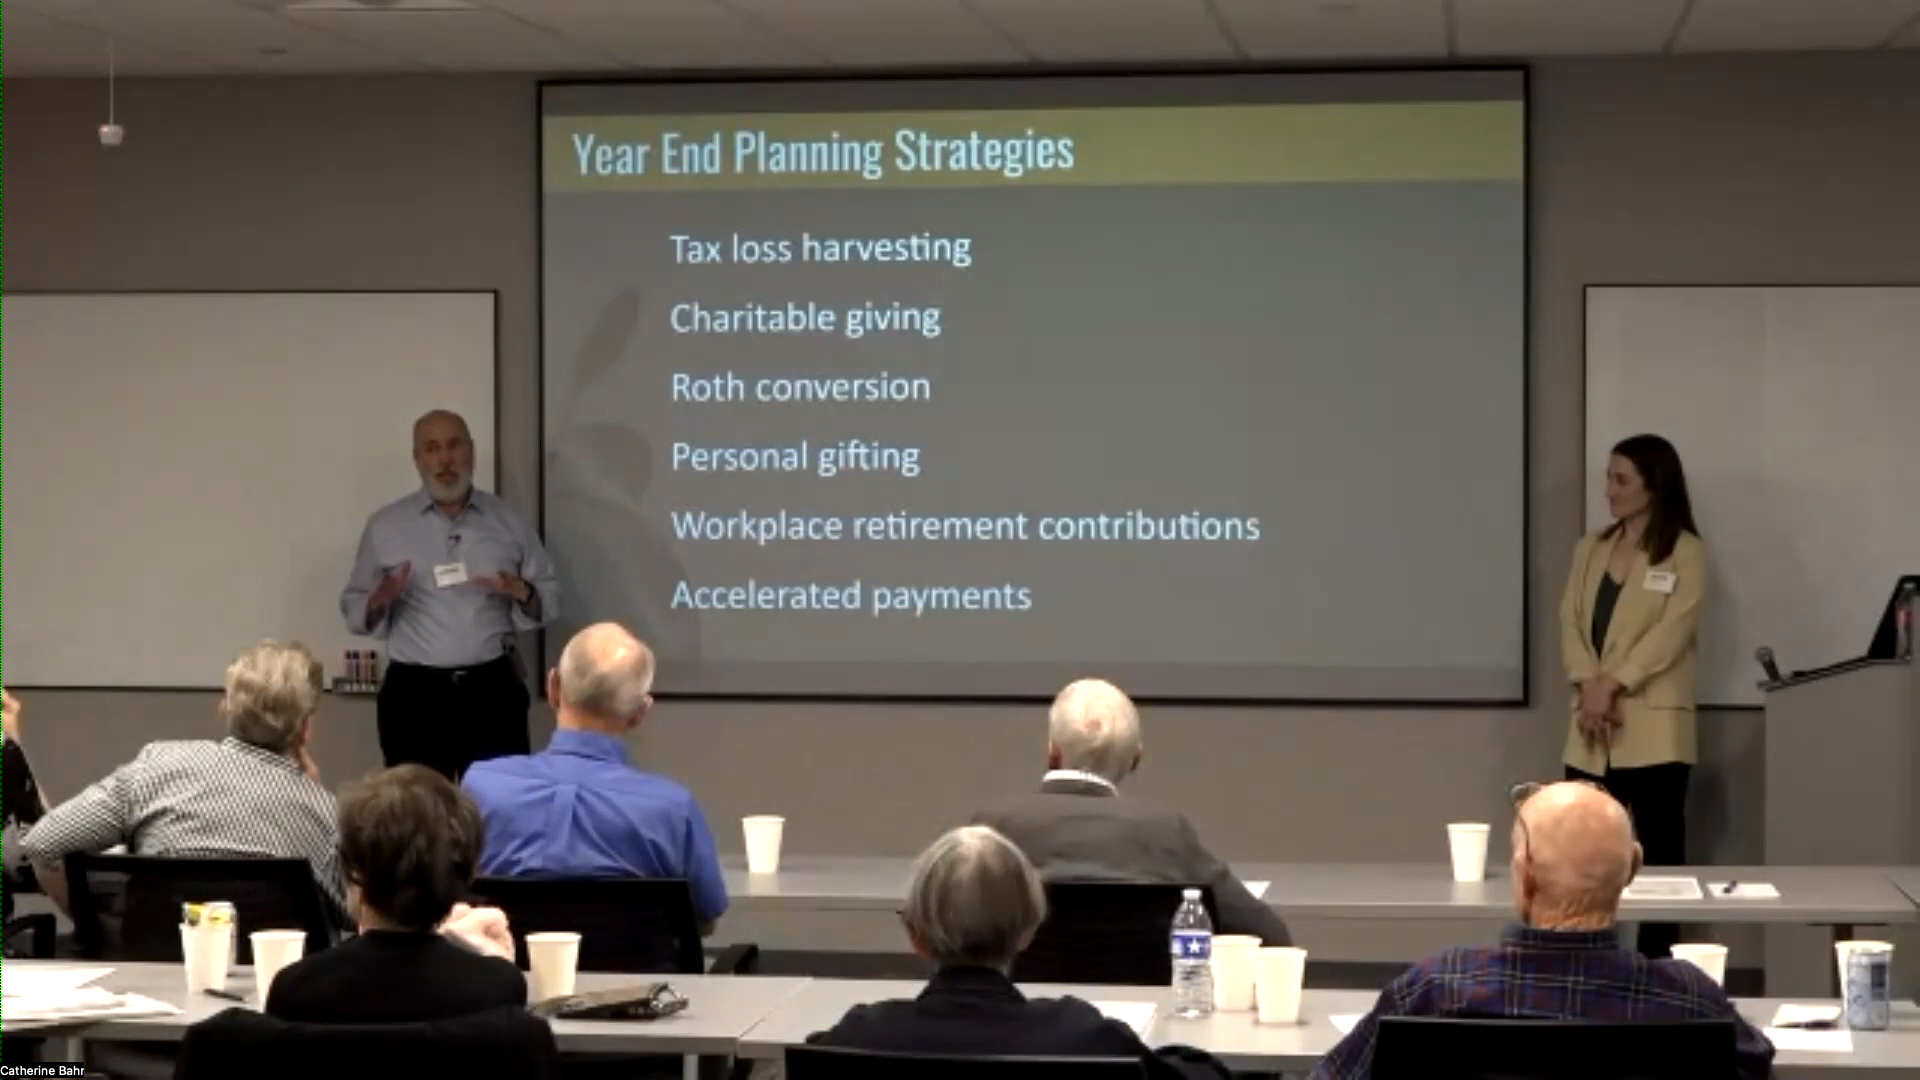 Year End Planning Strategies
Tax loss harvesting
Charitable giving
Roth conversion
Personal gifting
Workplace retirement contributions
Accelerated payments
Catherine Bahr